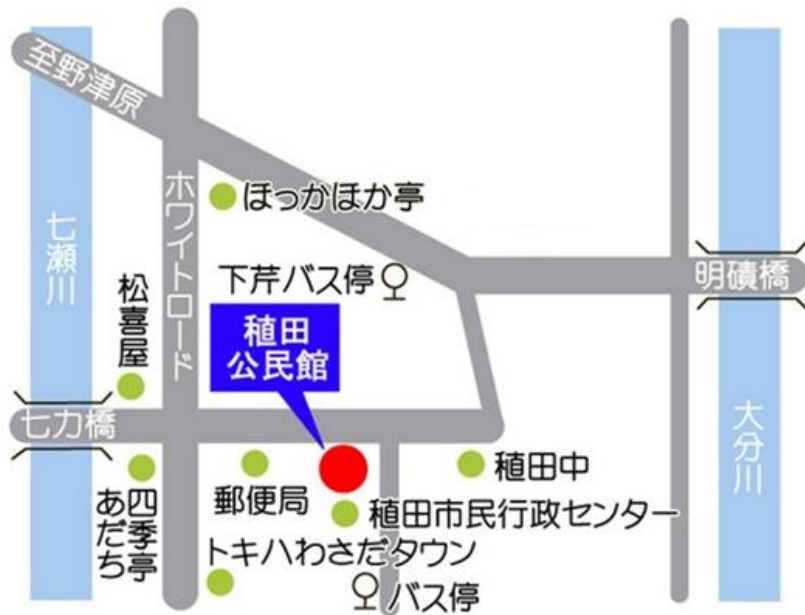 至野津原
ホワイトロード
七瀬川
ほっかほか亭
下芹バス停
明磧橋
松喜屋
稙田
公民館
七力橋
大分川
四季亭
あだち
郵便局
稙田中
稙田市民行政センター
トキハわさだタウン
バス停